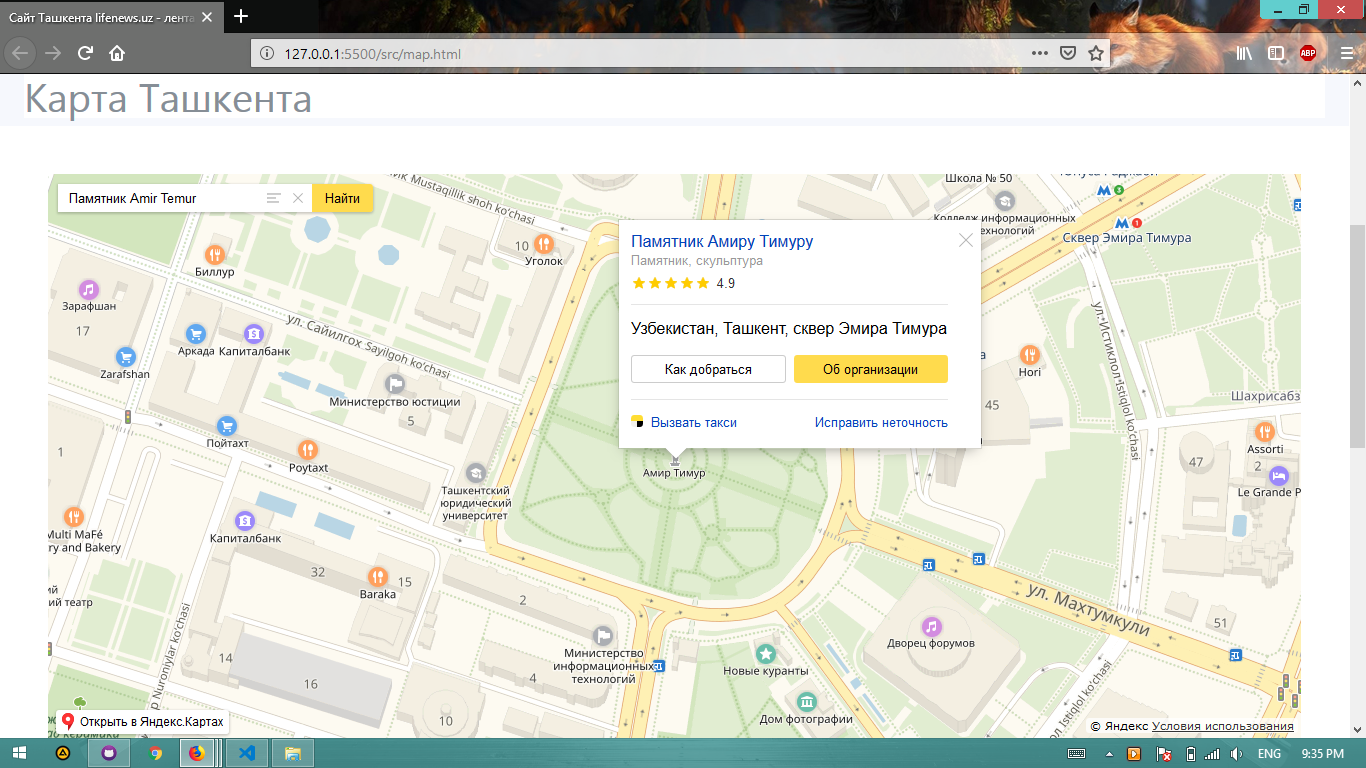 Сайт Ташкента lifenews.uz - лента
127.0.0.1:5500/src/map.html
ABP
Карта Ташкента
Памятник Amir Temur
Найти
ик Mustaqillik shoh ko'chasi
Школа № 50
Колледж информационных
технологий
3
1
Сквер Эмира Тимура
10
Уголок
Биллур
Зарафшан
17
Памятник Амиру Тимуру
Памятник, скульптура
4.9
Узбекистан, Ташкент, сквер Эмира Тимура
Как добраться
Об организации
Вызвать такси
Исправить неточность
ул. Сайилгох Sayilgoh ko'chasi
Аркада
Капиталбанк
Zarafshan
Министерство юстиции
ул. Истиклол Istiqlol ko'chasi
Hori
45
Шахрисабз
5
Пойтахт
Poytaxt
1
Амир Тимур
Ташкентский
юридический
университет
Assorti
47
2
Le Grande P
Multi MaFé
ry and Bakery
Капиталбанк
32
15
Baraka
ий
ий театр
2
ул. Махтумкули
51
Дворец форумов
Nuroniylar ko'chasi
14
16
Министерство
информационных
технологий
4
Новые куранты
10
Дом фотографии
ол Istiqlol ko'chasi
Открыть в Яндекс.Картах
© Яндекс Условия использования
ENG
9:35 PM